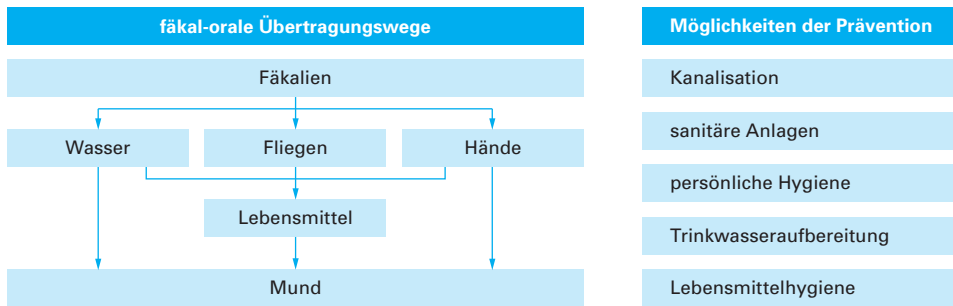 fäkal-orale Übertragungswege
Fäkalien
Wasser
Fliegen
Hände
Lebensmittel
Mund
Möglichkeiten der Prävention
Kanalisation
sanitäre Anlagen
persönliche Hygiene
Trinkwasseraufbereitung
Lebensmittelhygiene